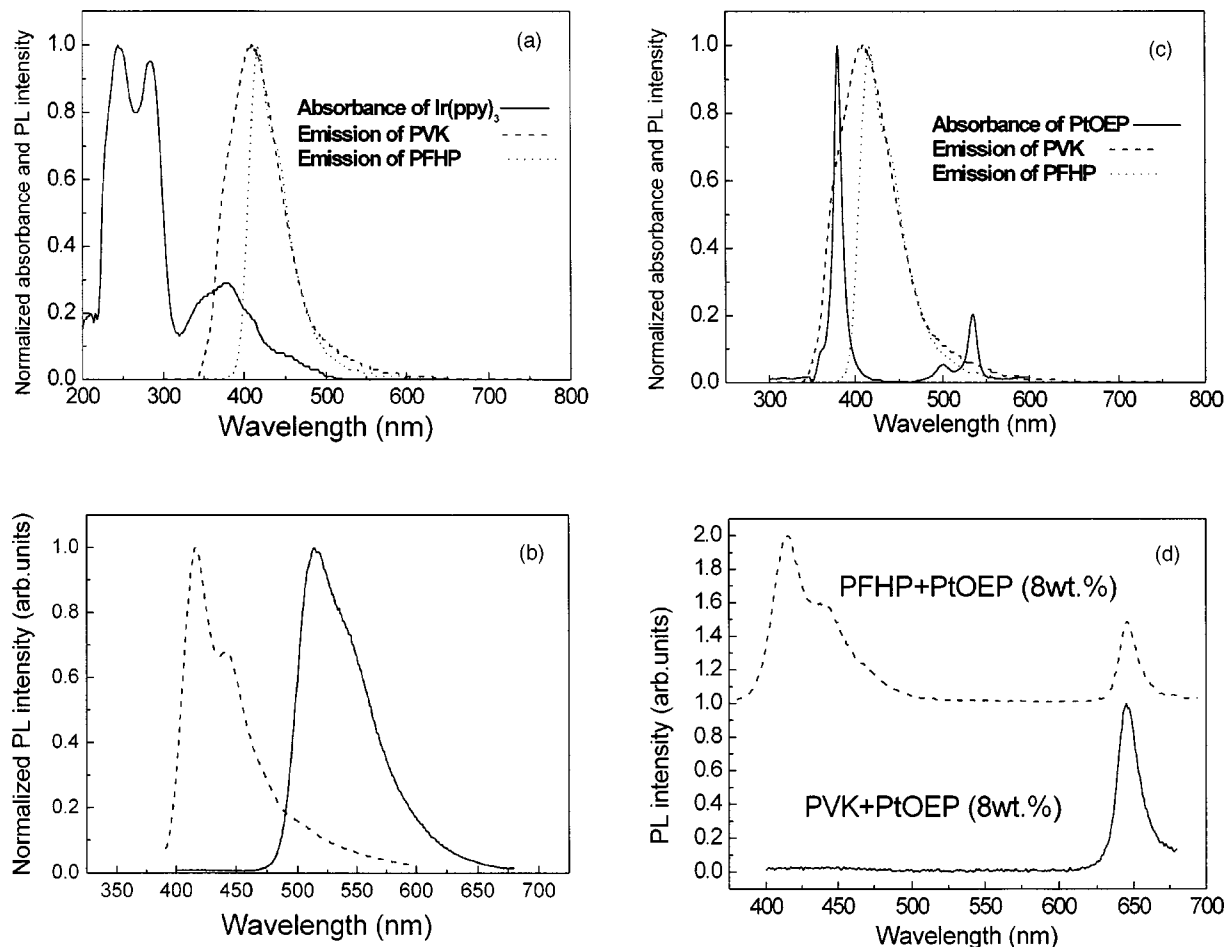 (a)
Normalized absorbance and PL intensity
1.0
0.8
0.6
0.4
0.2
0.0
Absorbance of Ir(ppy)3
Emission of PVK
Emission of PFHP
200 300 400 500 600 700 800
Wavelength (nm)
(c)
Normalized absorbance and PL intensity
1.0
0.8
0.6
0.4
0.2
0.0
Absorbance of PtOEP
Emission of PVK
Emission of PFHP
300 400 500 600 700 800
Wavelength (nm)
(b)
Normalized PL intensity (arb.units)
1.0
0.8
0.6
0.4
0.2
0.0
350 400 450 500 550 600 650 700
Wavelength (nm)
(d)
PL intensity (arb.units)
2.0
1.8
1.6
1.4
1.2
1.0
0.8
0.6
0.4
0.2
0.0
PFHP+PtOEP (8wt.%)
PVK+PtOEP (8wt.%)
400 450 500 550 600 650 700
Wavelength (nm)